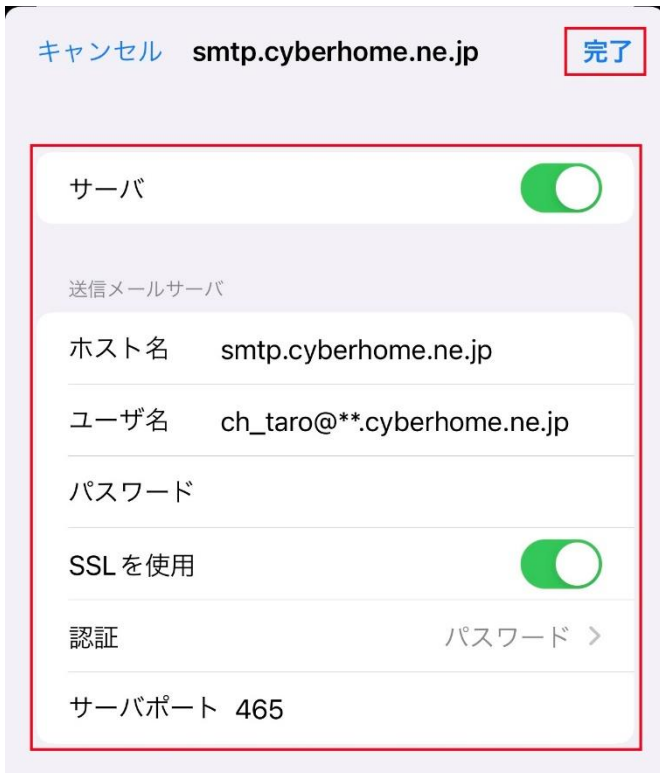 キャンセル smtp.cyberhome.ne.jp 完了
サーバ
送信メールサーバ
ホスト名 smtp.cyberhome.ne.jp
ユーザ名 ch_taro@**.cyberhome.ne.jp
パスワード
SSLを使用
認証 パスワード >
サーバポート 465